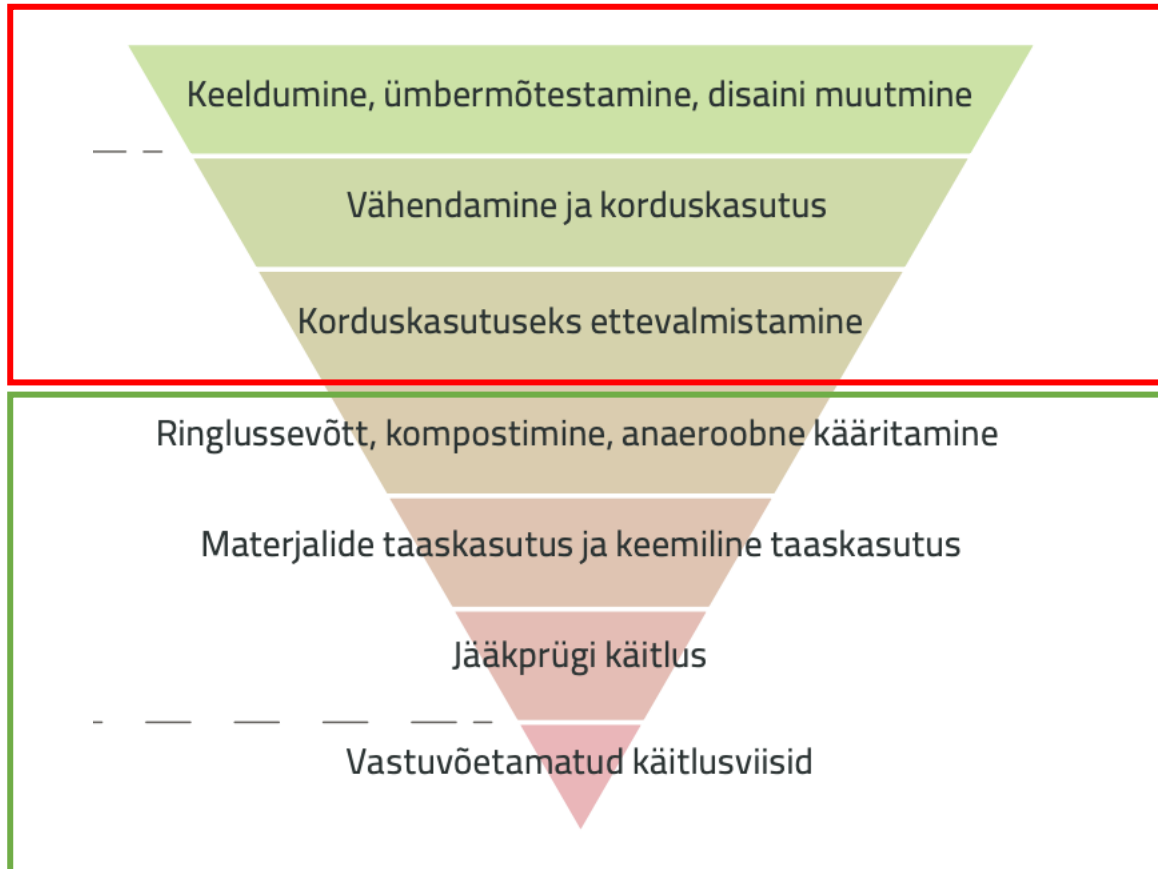 Keeldumine, ümbermõtestamine, disaini muutmine
Vähendamine ja korduskasutus
Korduskasutuseks ettevalmistamine
Ringlussevõtt, kompostimine, anaeroobne kääritamine
Materjalide taaskasutus ja keemiline taaskasutus
Jääkprügi käitlus
Vastuvõetamatud käitlusviisid